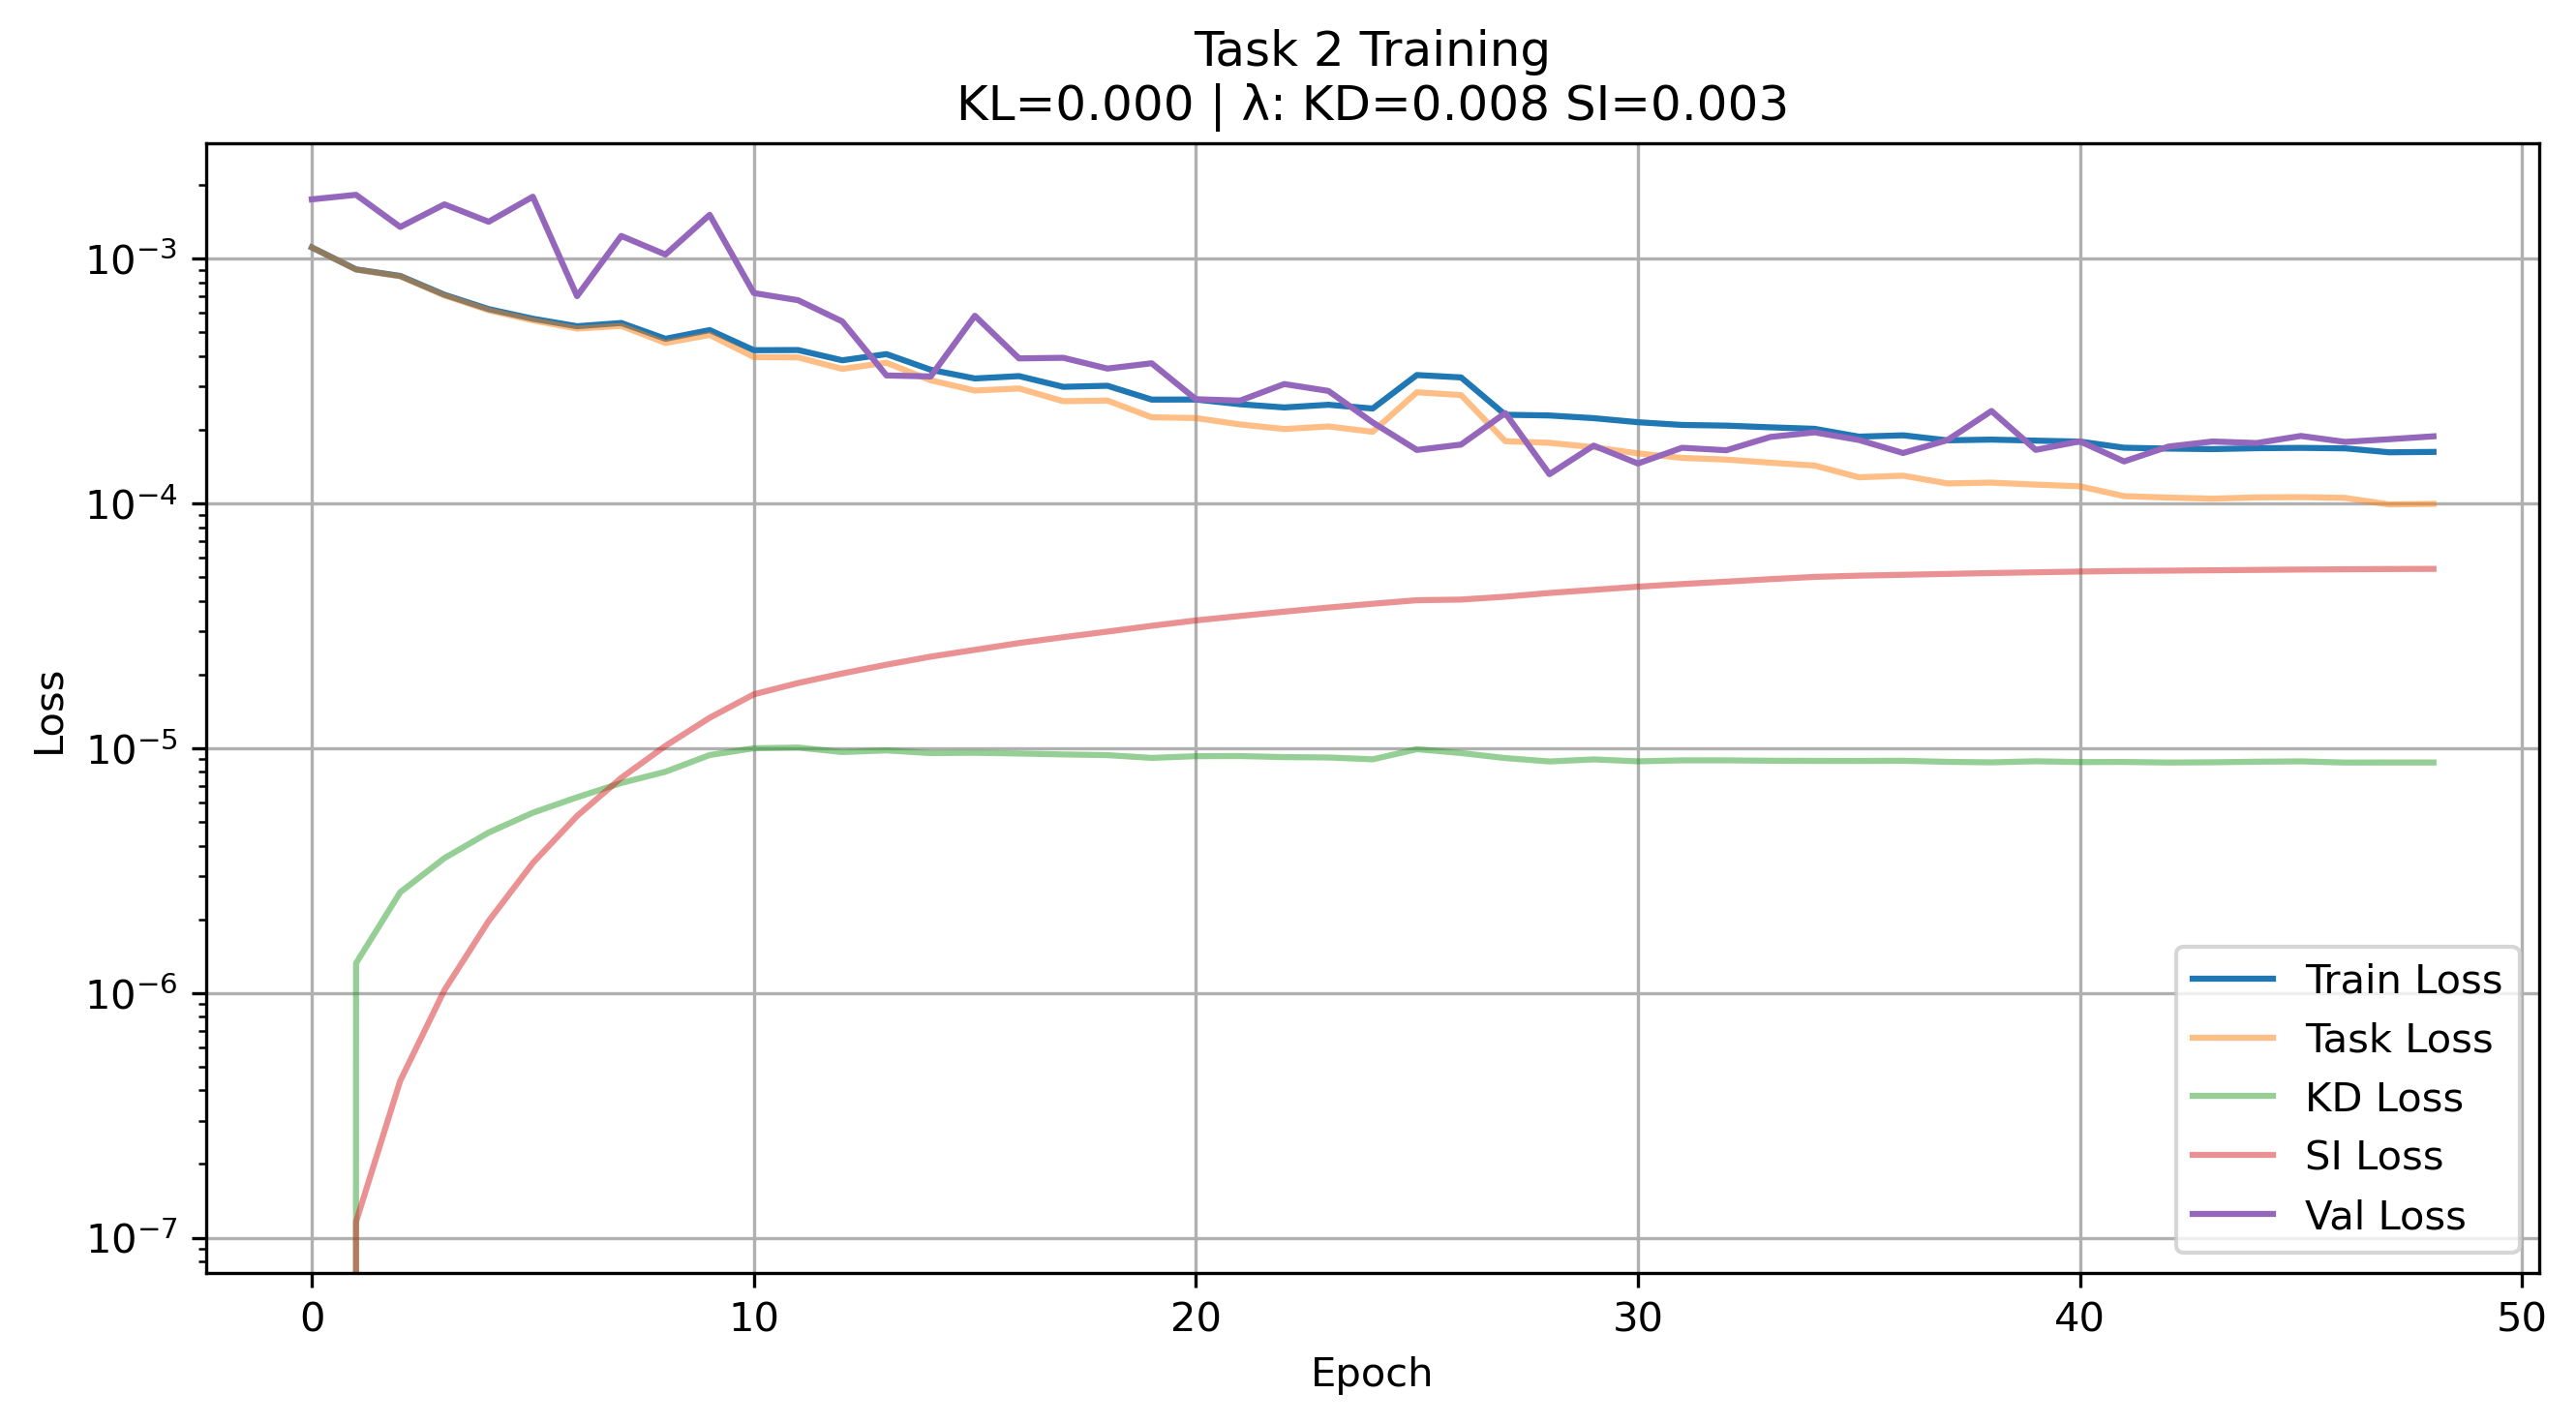 Task 2 Training
KL=0.000 | λ: KD=0.008 SI=0.003
Loss
10⁻³
10⁻⁴
10⁻⁵
10⁻⁶
10⁻⁷
Train Loss
Task Loss
KD Loss
SI Loss
Val Loss
0 10 20 30 40 50
Epoch